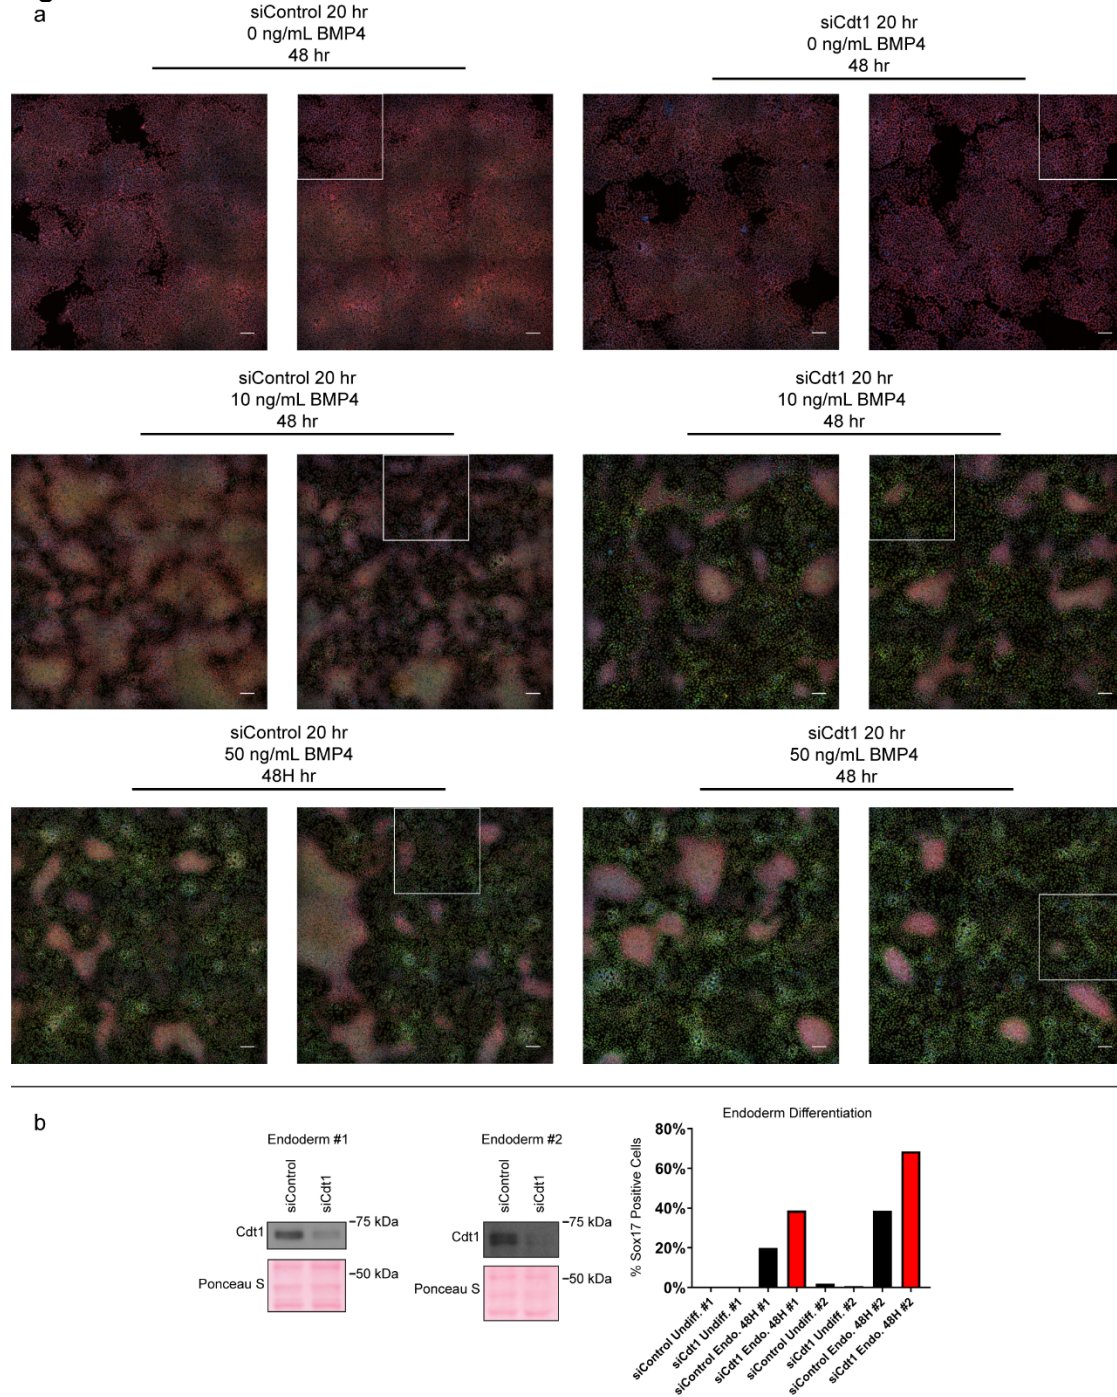 a
siControl 20 hr
0 ng/mL BMP4
48 hr
siCdt1 20 hr
0 ng/mL BMP4
48 hr
siControl 20 hr
10 ng/mL BMP4
48 hr
siCdt1 20 hr
10 ng/mL BMP4
48 hr
siControl 20 hr
50 ng/mL BMP4
48H hr
siCdt1 20 hr
50 ng/mL BMP4
48 hr
b
Endoderm #1
siControl
siCdt1
Cdt1
–75 kDa
Ponceau S
–50 kDa
Endoderm #2
siControl
siCdt1
Cdt1
–75 kDa
Ponceau S
–50 kDa
Endoderm Differentiation
% Sox17 Positive Cells
80%
60%
40%
20%
0%
siControl Undiff. #1
siCdt1 Undiff. #1
siControl Endo. 48H #1
siCdt1 Endo. 48H #1
siControl Undiff. #2
siCdt1 Undiff. #2
siControl Endo. 48H #2
siCdt1 Endo. 48H #2